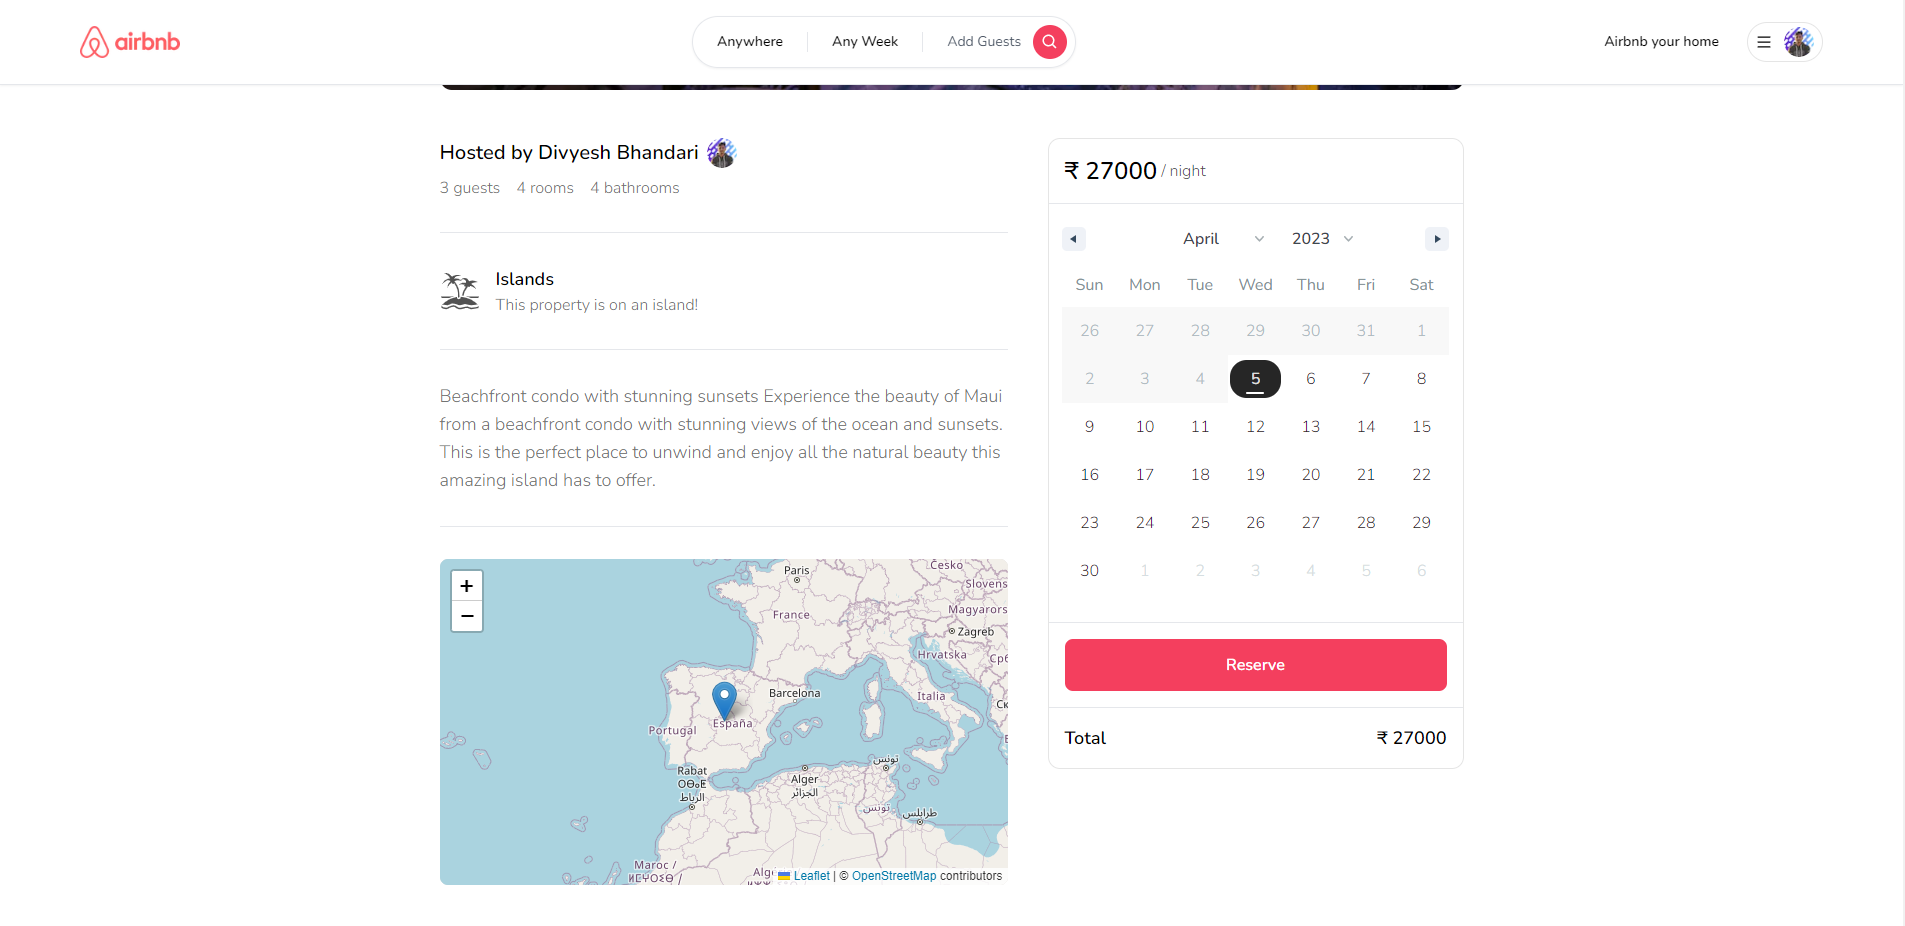 airbnb
Anywhere
Any Week
Add Guests
Airbnb your home
Hosted by Divyesh Bhandari
3 guests 4 rooms 4 bathrooms
Islands
This property is on an island!
Beachfront condo with stunning sunsets Experience the beauty of Maui
from a beachfront condo with stunning views of the ocean and sunsets.
This is the perfect place to unwind and enjoy all the natural beauty this
amazing island has to offer.
+
−
Paris
Česko
Slovens
France
Magyarors
Zagreb
Hrvatska
Срб
Barcelona
Italia
España
Portugal
تونس
Rabat
ⵔⴱⴰⵟ
الرباط
Alger
الجزائر
تونس
طرابلس
Maroc /
Leaflet | © OpenStreetMap contributors
₹ 27000 / night
April 2023
Sun Mon Tue Wed Thu Fri Sat
26 27 28 29 30 31 1
2 3 4 5 6 7 8
9 10 11 12 13 14 15
16 17 18 19 20 21 22
23 24 25 26 27 28 29
30 1 2 3 4 5 6
Reserve
Total ₹ 27000